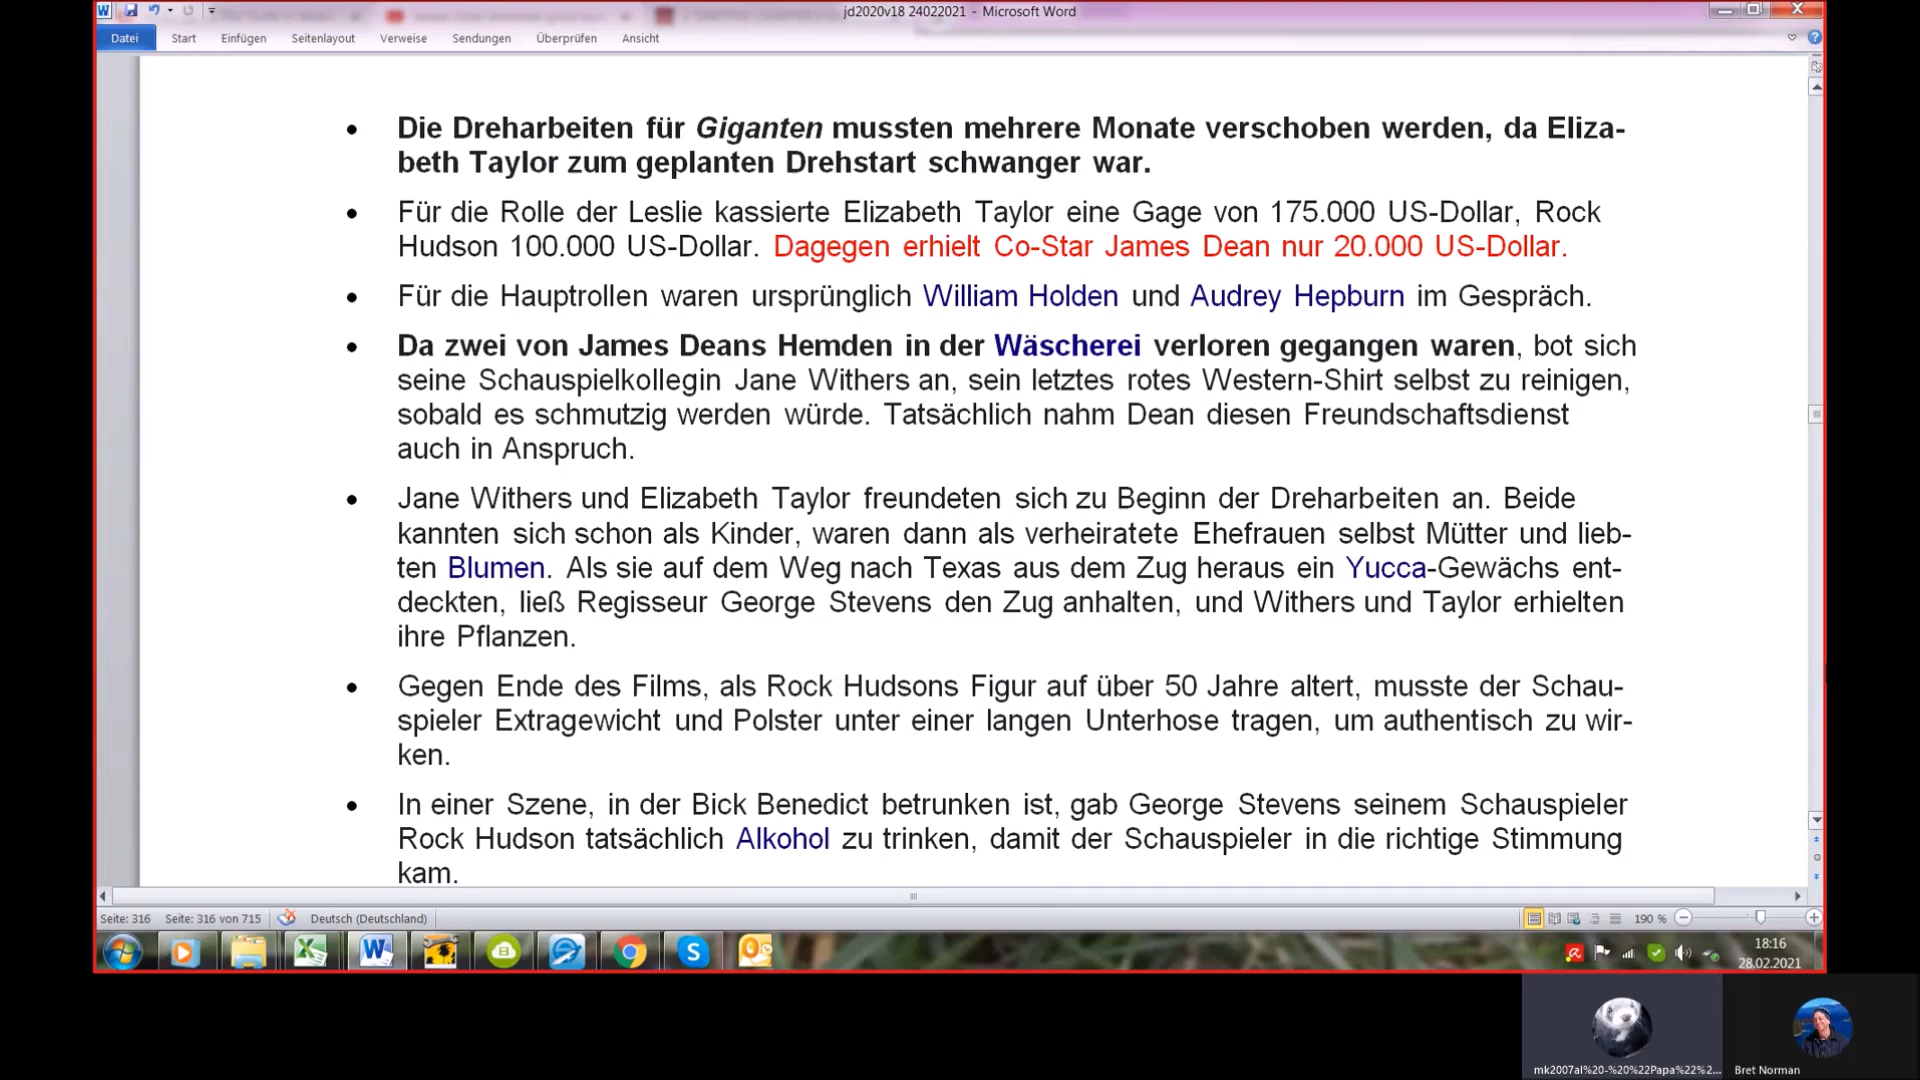 jd2020v18 24022021 - Microsoft Word
Datei Start Einfügen Seitenlayout Verweise Sendungen Überprüfen Ansicht
• Die Dreharbeiten für Giganten mussten mehrere Monate verschoben werden, da Eliza-
beth Taylor zum geplanten Drehstart schwanger war.
• Für die Rolle der Leslie kassierte Elizabeth Taylor eine Gage von 175.000 US-Dollar, Rock
Hudson 100.000 US-Dollar. Dagegen erhielt Co-Star James Dean nur 20.000 US-Dollar.
• Für die Hauptrollen waren ursprünglich William Holden und Audrey Hepburn im Gespräch.
• Da zwei von James Deans Hemden in der Wäscherei verloren gegangen waren, bot sich
seine Schauspielkollegin Jane Withers an, sein letztes rotes Western-Shirt selbst zu reinigen,
sobald es schmutzig werden würde. Tatsächlich nahm Dean diesen Freundschaftsdienst
auch in Anspruch.
• Jane Withers und Elizabeth Taylor freundeten sich zu Beginn der Dreharbeiten an. Beide
kannten sich schon als Kinder, waren dann als verheiratete Ehefrauen selbst Mütter und lieb-
ten Blumen. Als sie auf dem Weg nach Texas aus dem Zug heraus ein Yucca-Gewächs ent-
deckten, ließ Regisseur George Stevens den Zug anhalten, und Withers und Taylor erhielten
ihre Pflanzen.
• Gegen Ende des Films, als Rock Hudsons Figur auf über 50 Jahre altert, musste der Schau-
spieler Extragewicht und Polster unter einer langen Unterhose tragen, um authentisch zu wir-
ken.
• In einer Szene, in der Bick Benedict betrunken ist, gab George Stevens seinem Schauspieler
Rock Hudson tatsächlich Alkohol zu trinken, damit der Schauspieler in die richtige Stimmung
kam.
Seite: 316 Seite: 316 von 715 Deutsch (Deutschland) 190 %
18:16
28.02.2021
mk2007al%20-%20%22Papa%22%2... Bret Norman